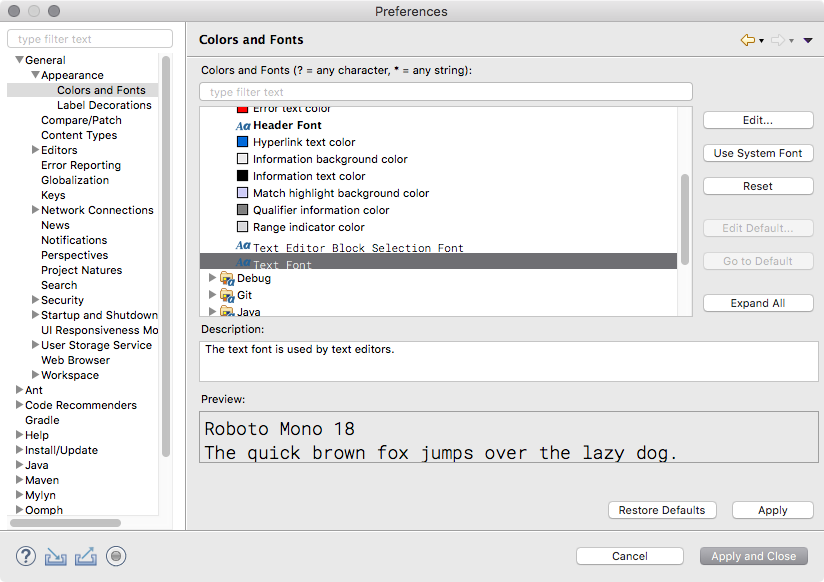 Preferences
type filter text
General
Appearance
Colors and Fonts
Label Decorations
Compare/Patch
Content Types
Editors
Error Reporting
Globalization
Keys
Network Connections
News
Notifications
Perspectives
Project Natures
Search
Security
Startup and Shutdown
UI Responsiveness Mo
User Storage Service
Web Browser
Workspace
Ant
Code Recommenders
Gradle
Help
Install/Update
Java
Maven
Mylyn
Oomph
Colors and Fonts
Colors and Fonts (? = any character, * = any string):
type filter text
Error text color
Aa Header Font
Hyperlink text color
Information background color
Information text color
Match highlight background color
Qualifier information color
Range indicator color
Aa Text Editor Block Selection Font
Aa Text Font
Debug
Git
Java
Edit...
Use System Font
Reset
Edit Default...
Go to Default
Expand All
Description:
The text font is used by text editors.
Preview:
Roboto Mono 18
The quick brown fox jumps over the lazy dog.
Restore Defaults
Apply
?
Cancel
Apply and Close